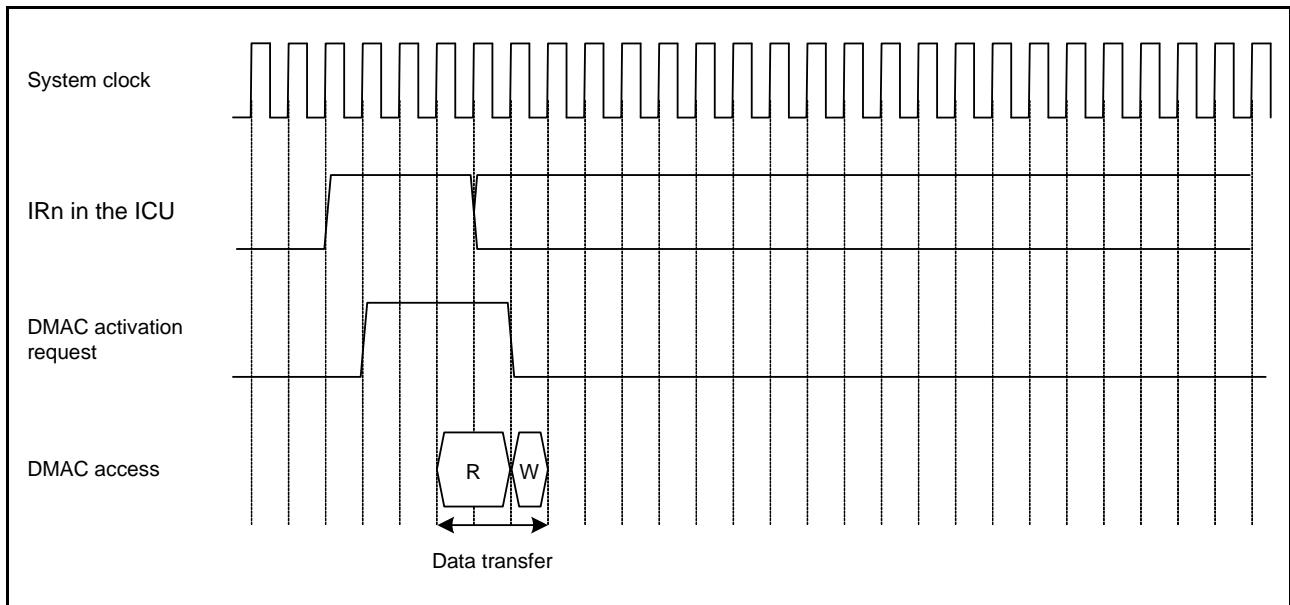 System clock
IRn in the ICU
DMAC activation
request
DMAC access
R
W
Data transfer